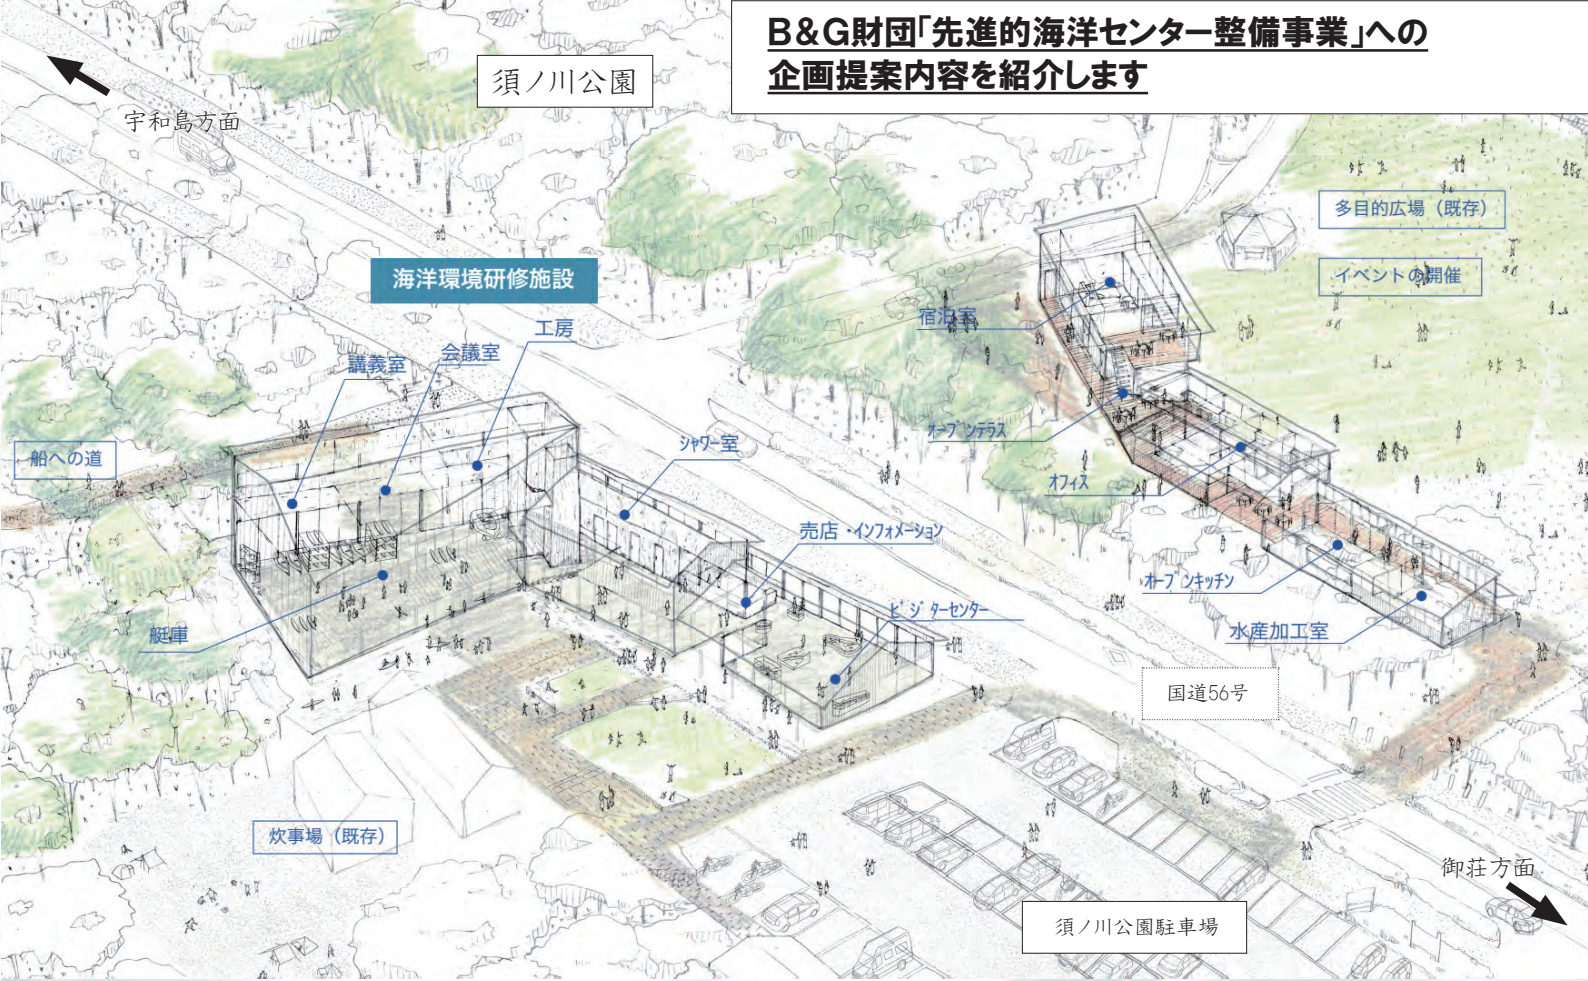 B&G財団「先進的海洋センター整備事業」への
企画提案内容を紹介します
須ノ川公園
宇和島方面
多目的広場（既存）
イベントの開催
海洋環境研修施設
宿泊室
工房
会議室
講義室
オープンテラス
シャワー室
船への道
オフィス
売店・インフォメーション
オープンキッチン
ビジターセンター
艇庫
水産加工室
国道56号
炊事場（既存）
御荘方面
須ノ川公園駐車場